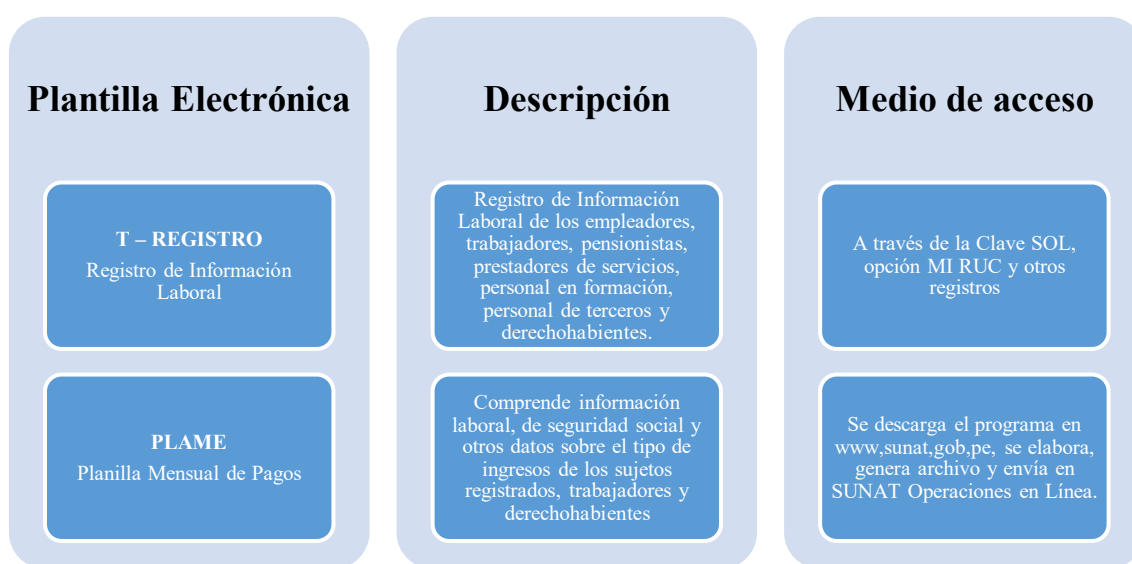 Plantilla Electrónica
T – REGISTRO
Registro de Información
Laboral
PLAME
Planilla Mensual de Pagos
Descripción
Registro de Información
Laboral de los empleadores,
trabajadores, pensionistas,
prestadores de servicios,
personal en formación,
personal de terceros y
derechohabientes.
Comprende información
laboral, de seguridad social y
otros datos sobre el tipo de
ingresos de los sujetos
registrados, trabajadores y
derechohabientes
Medio de acceso
A través de la Clave SOL,
opción MI RUC y otros
registros
Se descarga el programa en
www,sunat,gob,pe, se elabora,
genera archivo y envía en
SUNAT Operaciones en Línea.